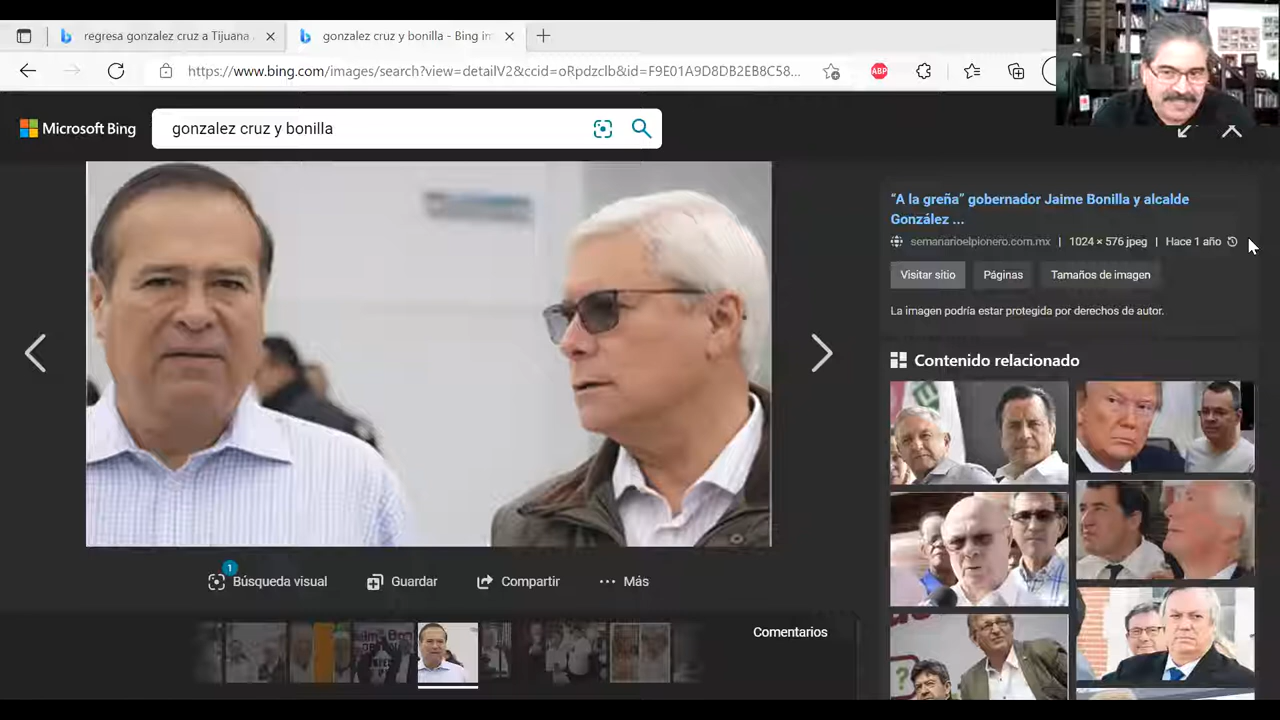 regresa gonzalez cruz a Tijuana
gonzalez cruz y bonilla - Bing im
https://www.bing.com/images/search?view=detailV2&ccid=oRpdzclb&id=F9E01A9D8DB2EB8C58...
ABP
Microsoft Bing
gonzalez cruz y bonilla
“A la greña” gobernador Jaime Bonilla y alcalde
González ...
semanarioelpionero.com.mx | 1024 × 576 jpeg | Hace 1 año
Visitar sitio
Páginas
Tamaños de imagen
La imagen podría estar protegida por derechos de autor.
Contenido relacionado
1
Búsqueda visual
Guardar
Compartir
Más
Comentarios